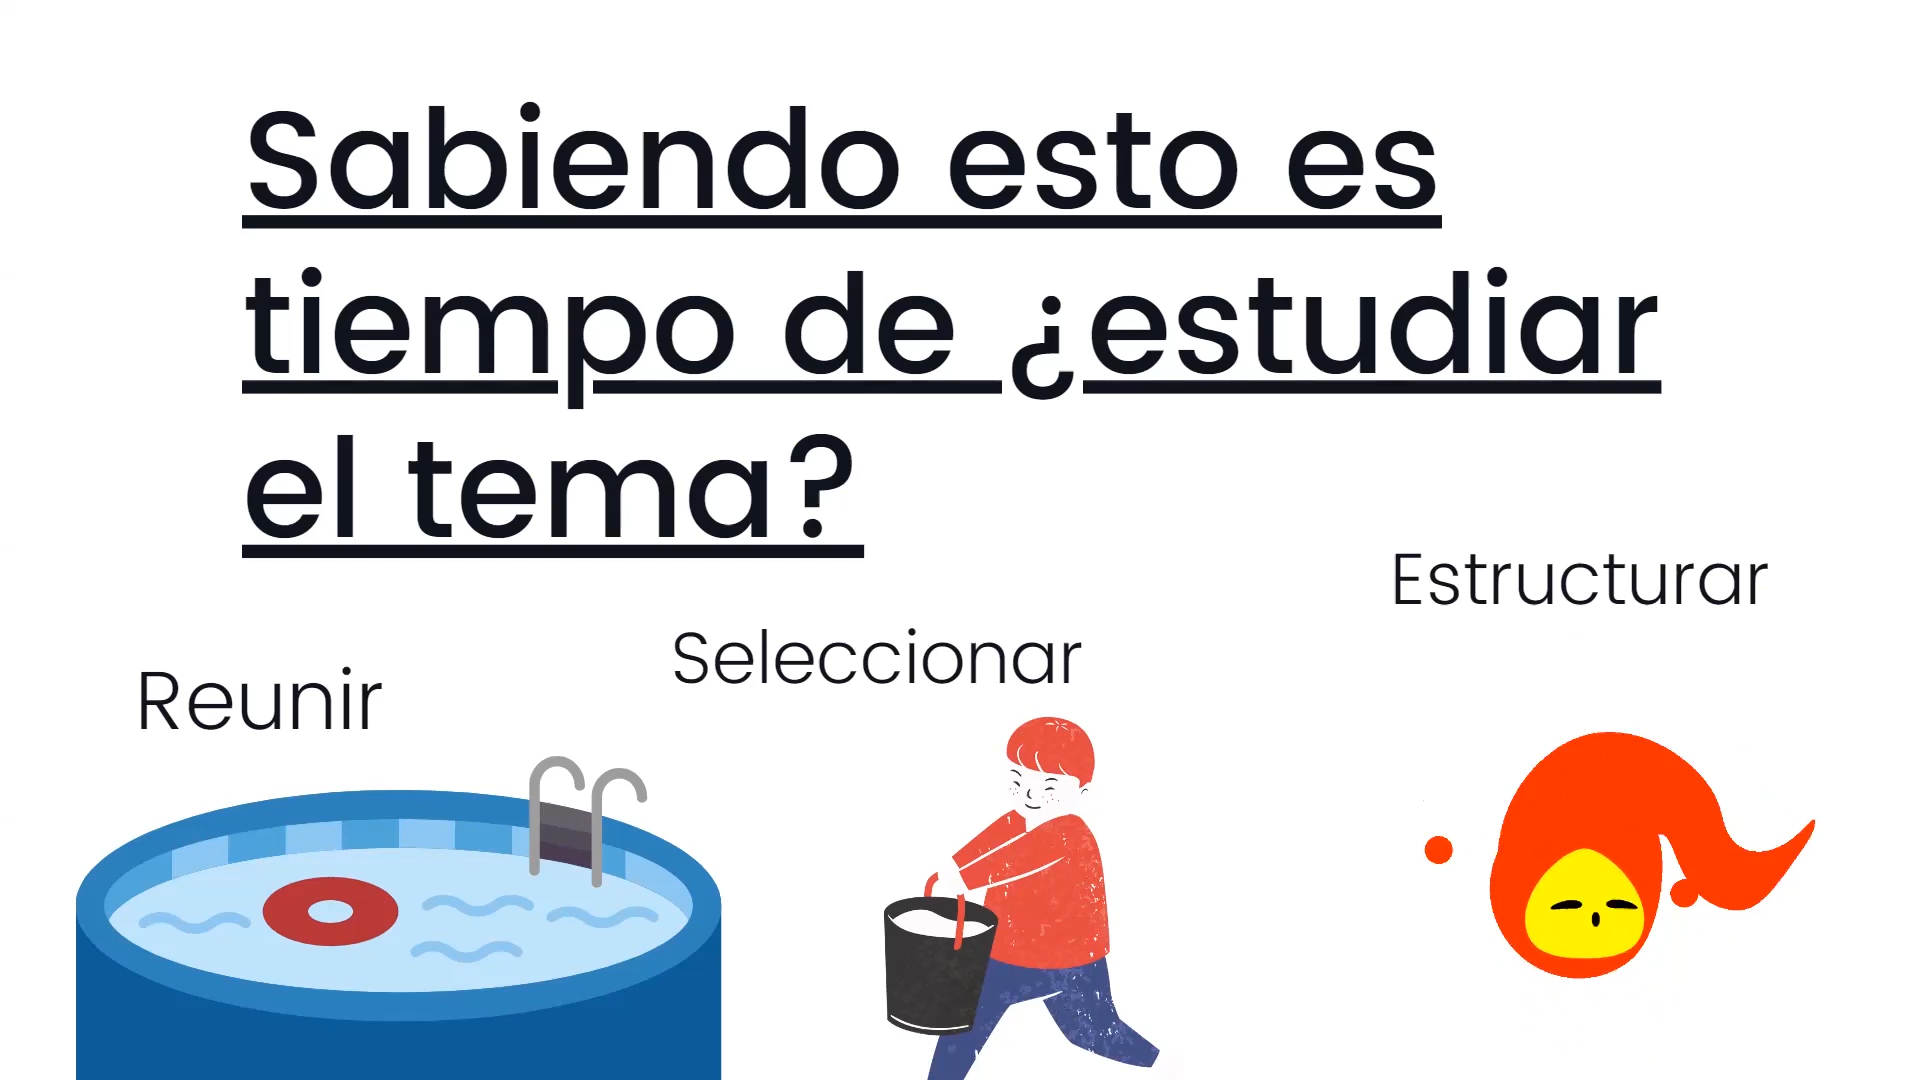 Sabiendo esto es
tiempo de ¿estudiar
el tema?
Reunir
Seleccionar
Estructurar